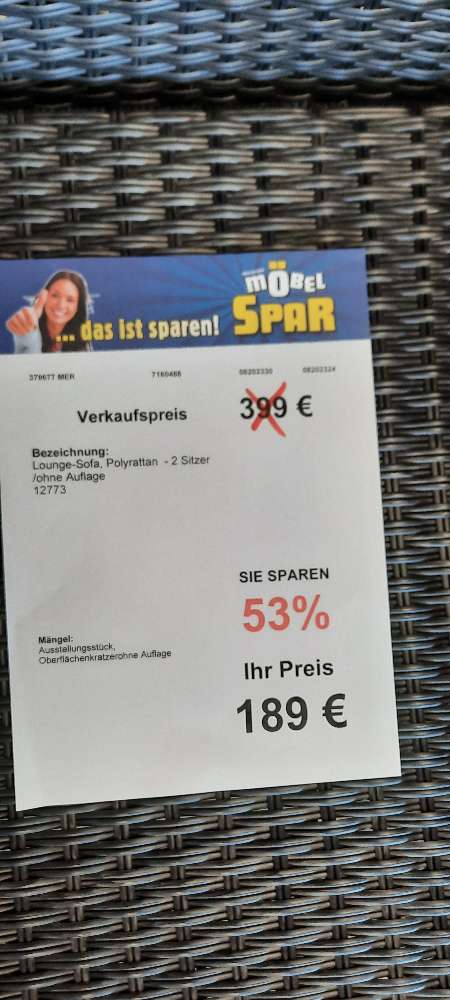 MÖBEL
... das ist sparen! SPAR
379677 MER 7160488 08202330 08202324
Verkaufspreis 399 €
Bezeichnung:
Lounge-Sofa, Polyrattan - 2 Sitzer
/ohne Auflage
12773
SIE SPAREN
53%
Mängel:
Ausstellungsstück,
Oberflächenkratzerohne Auflage
Ihr Preis
189 €